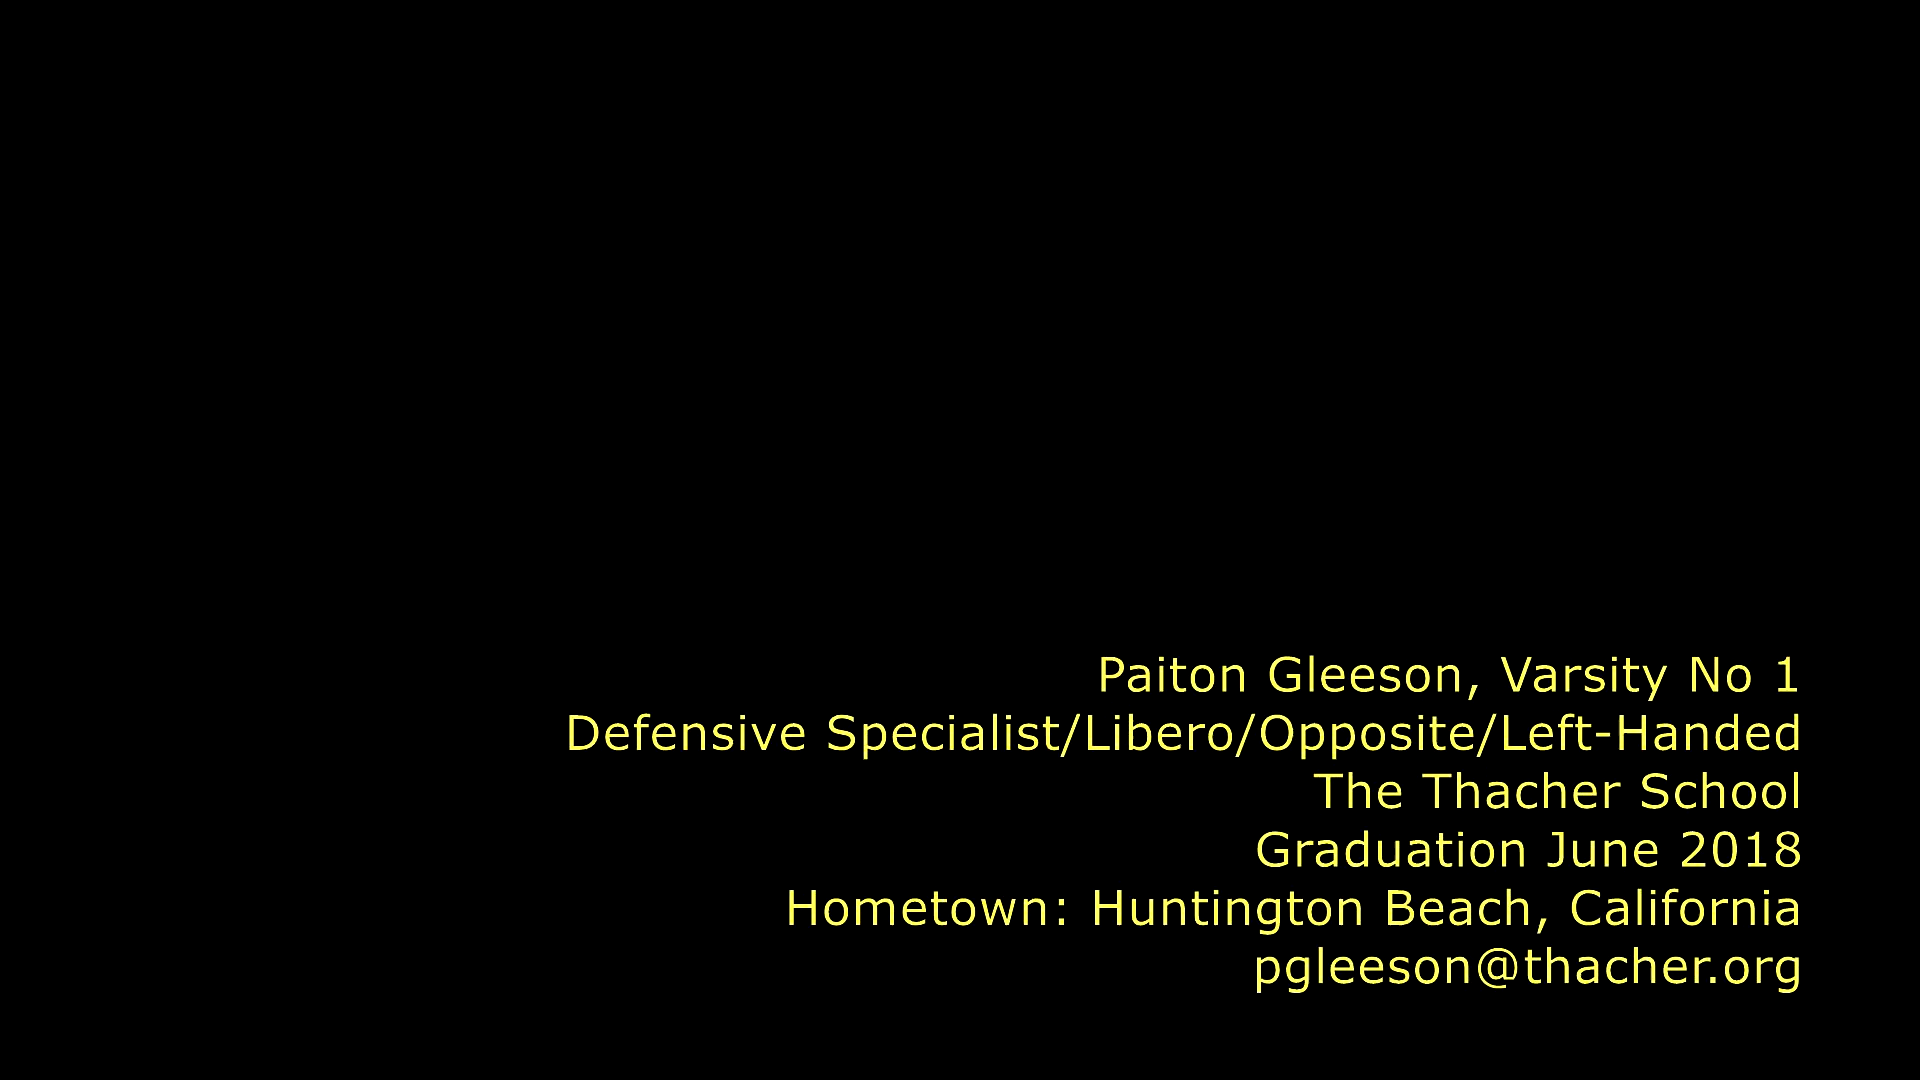 Paiton Gleeson, Varsity No 1
Defensive Specialist/Libero/Opposite/Left-Handed
The Thacher School
Graduation June 2018
Hometown: Huntington Beach, California
pgleeson@thacher.org